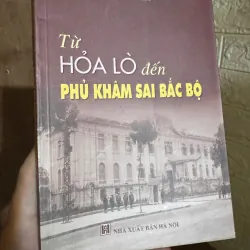 Từ
HỎA LÒ đến
PHỦ KHÂM SAI BẮC BỘ
NHÀ XUẤT BẢN HÀ NỘI